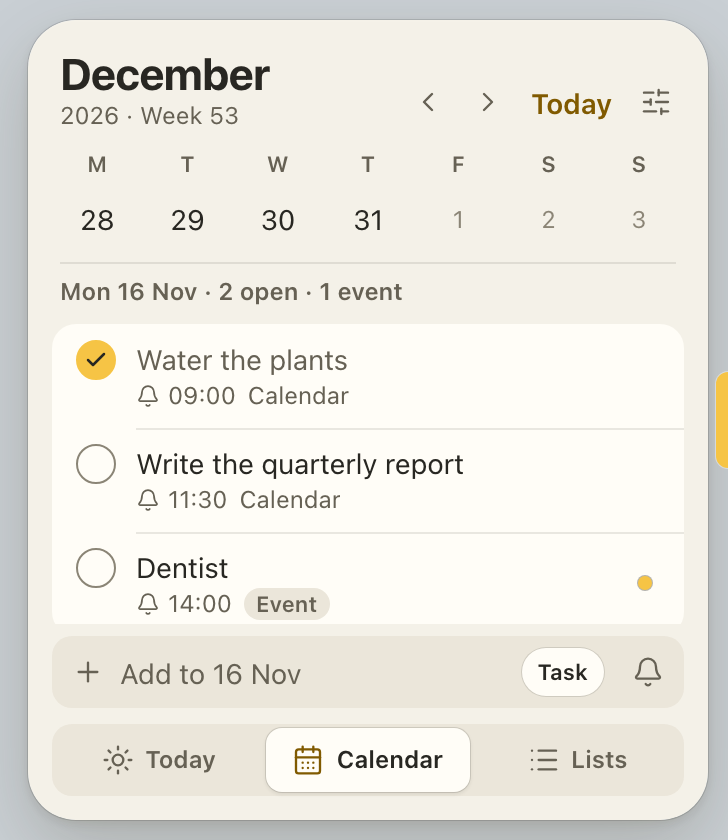 December
2026 · Week 53
Today
M T W T F S S
28 29 30 31 1 2 3
Mon 16 Nov · 2 open · 1 event
Water the plants
09:00 Calendar
Write the quarterly report
11:30 Calendar
Dentist
14:00 Event
Add to 16 Nov Task
Today Calendar Lists